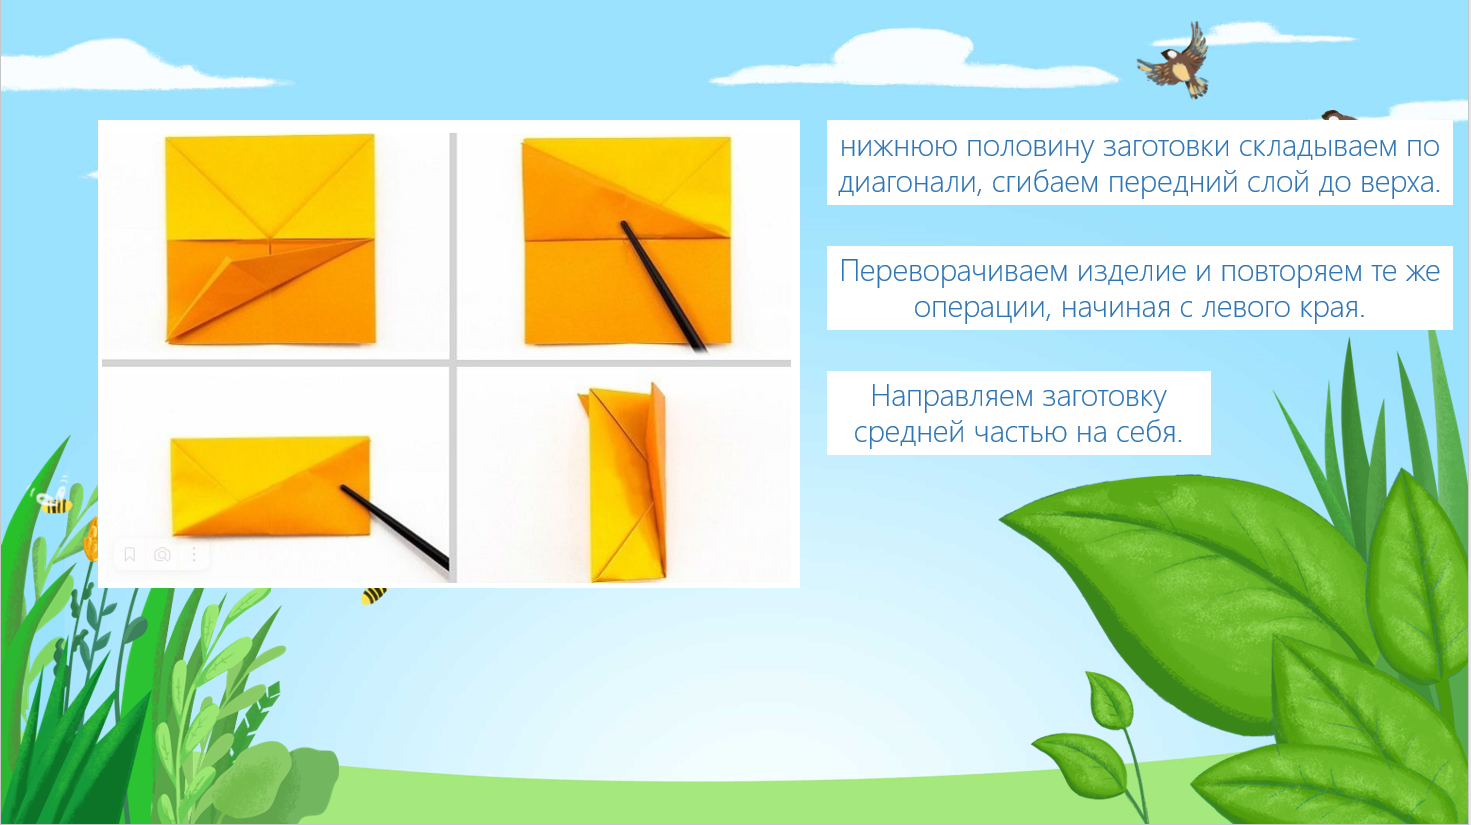 нижнюю половину заготовки складываем по
диагонали, сгибаем передний слой до верха.
Переворачиваем изделие и повторяем те же
операции, начиная с левого края.
Направляем заготовку
средней частью на себя.